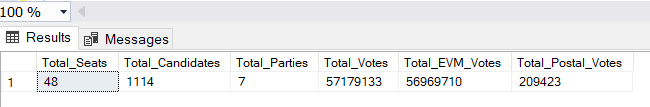 100 %
Results Messages
Total_Seats Total_Candidates Total_Parties Total_Votes Total_EVM_Votes Total_Postal_Votes
1 48 1114 7 57179133 56969710 209423